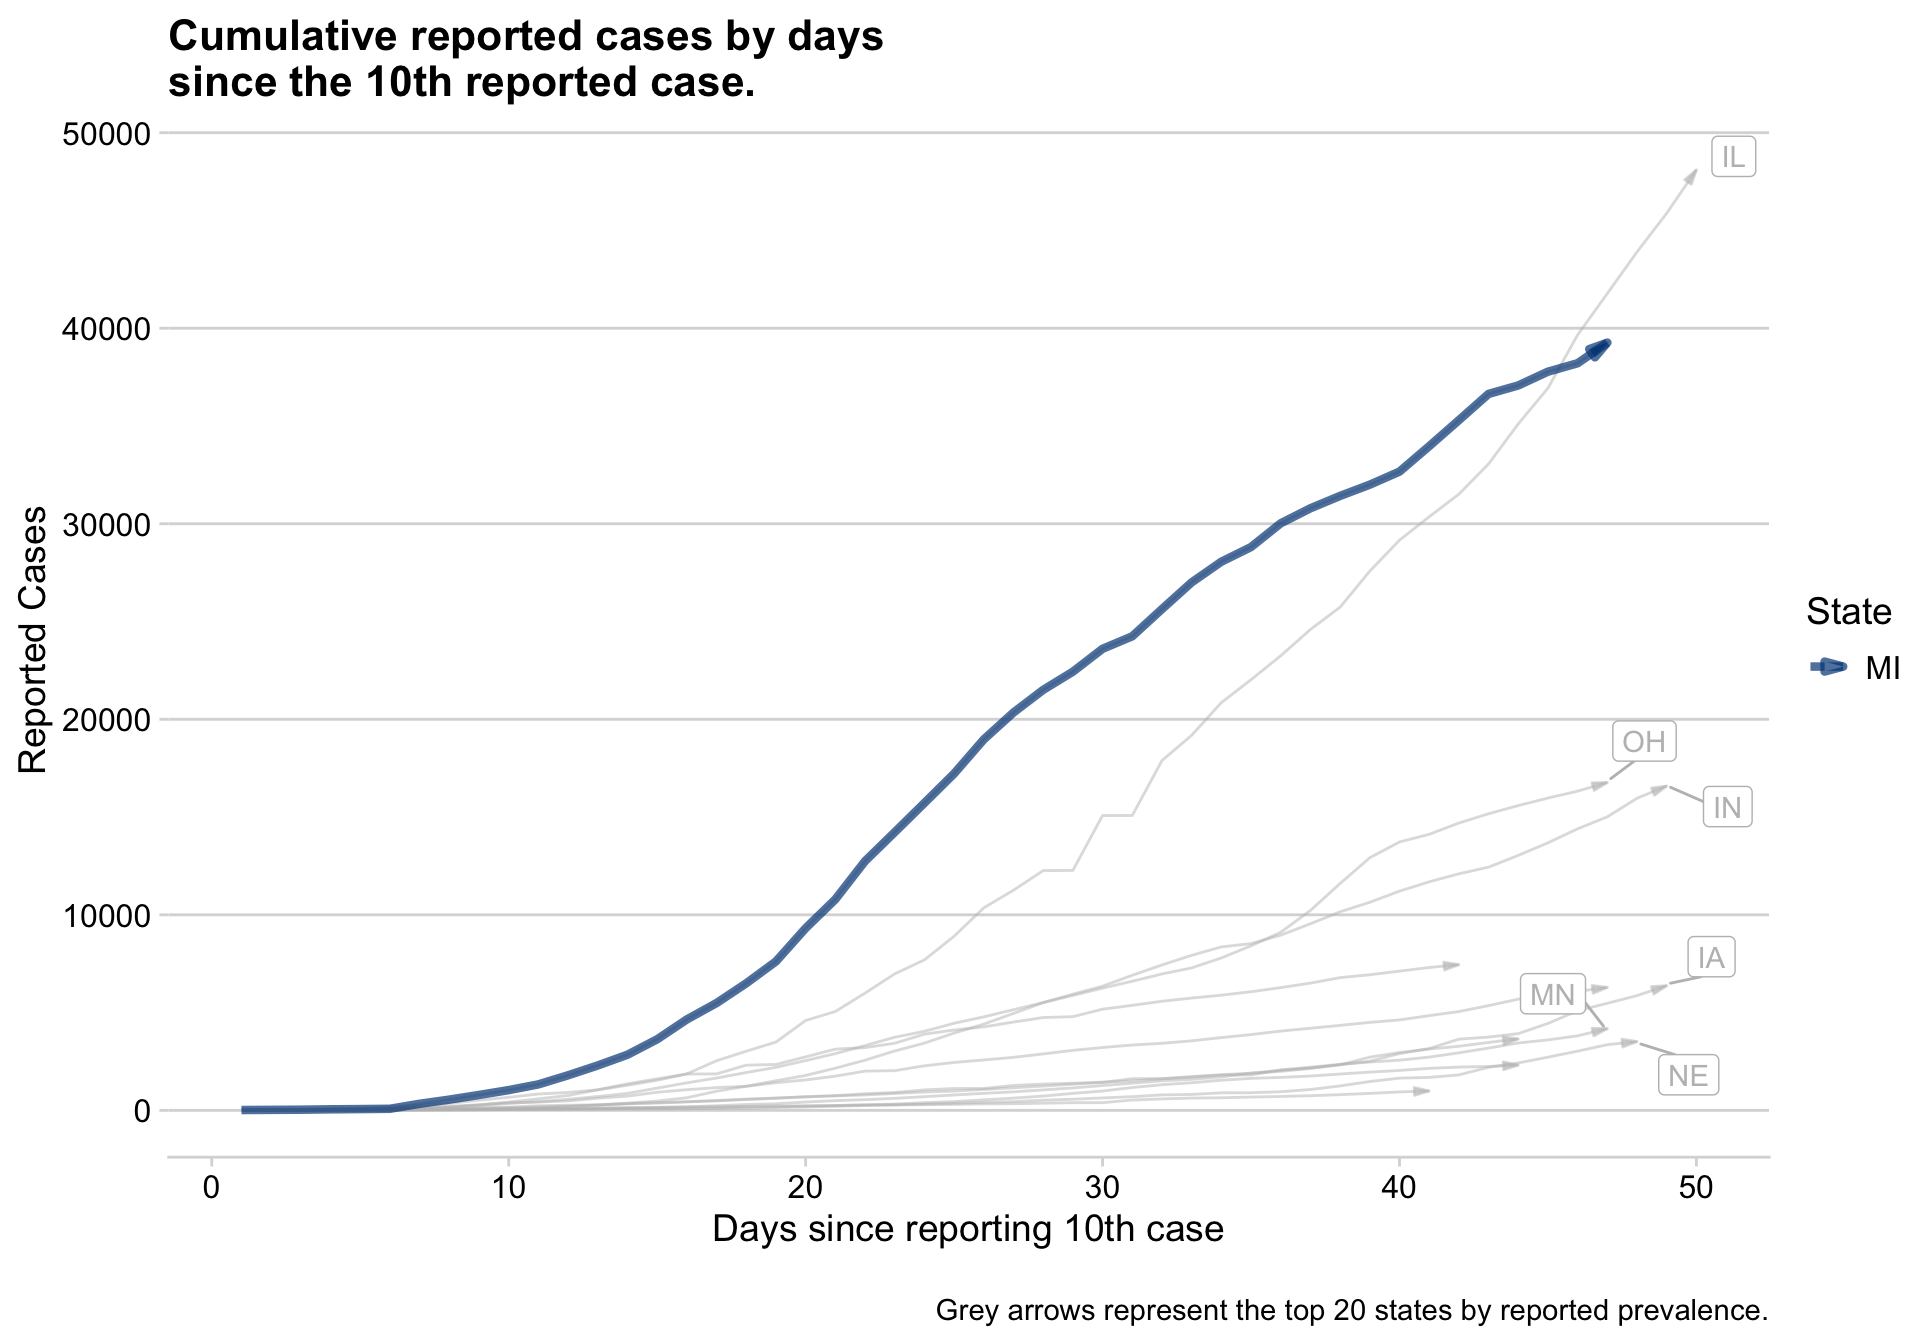 Cumulative reported cases by days
since the 10th reported case.
50000
40000
30000
20000
10000
0
Reported Cases
IL
OH
IN
IA
MN
NE
State
MI
0 10 20 30 40 50
Days since reporting 10th case
Grey arrows represent the top 20 states by reported prevalence.